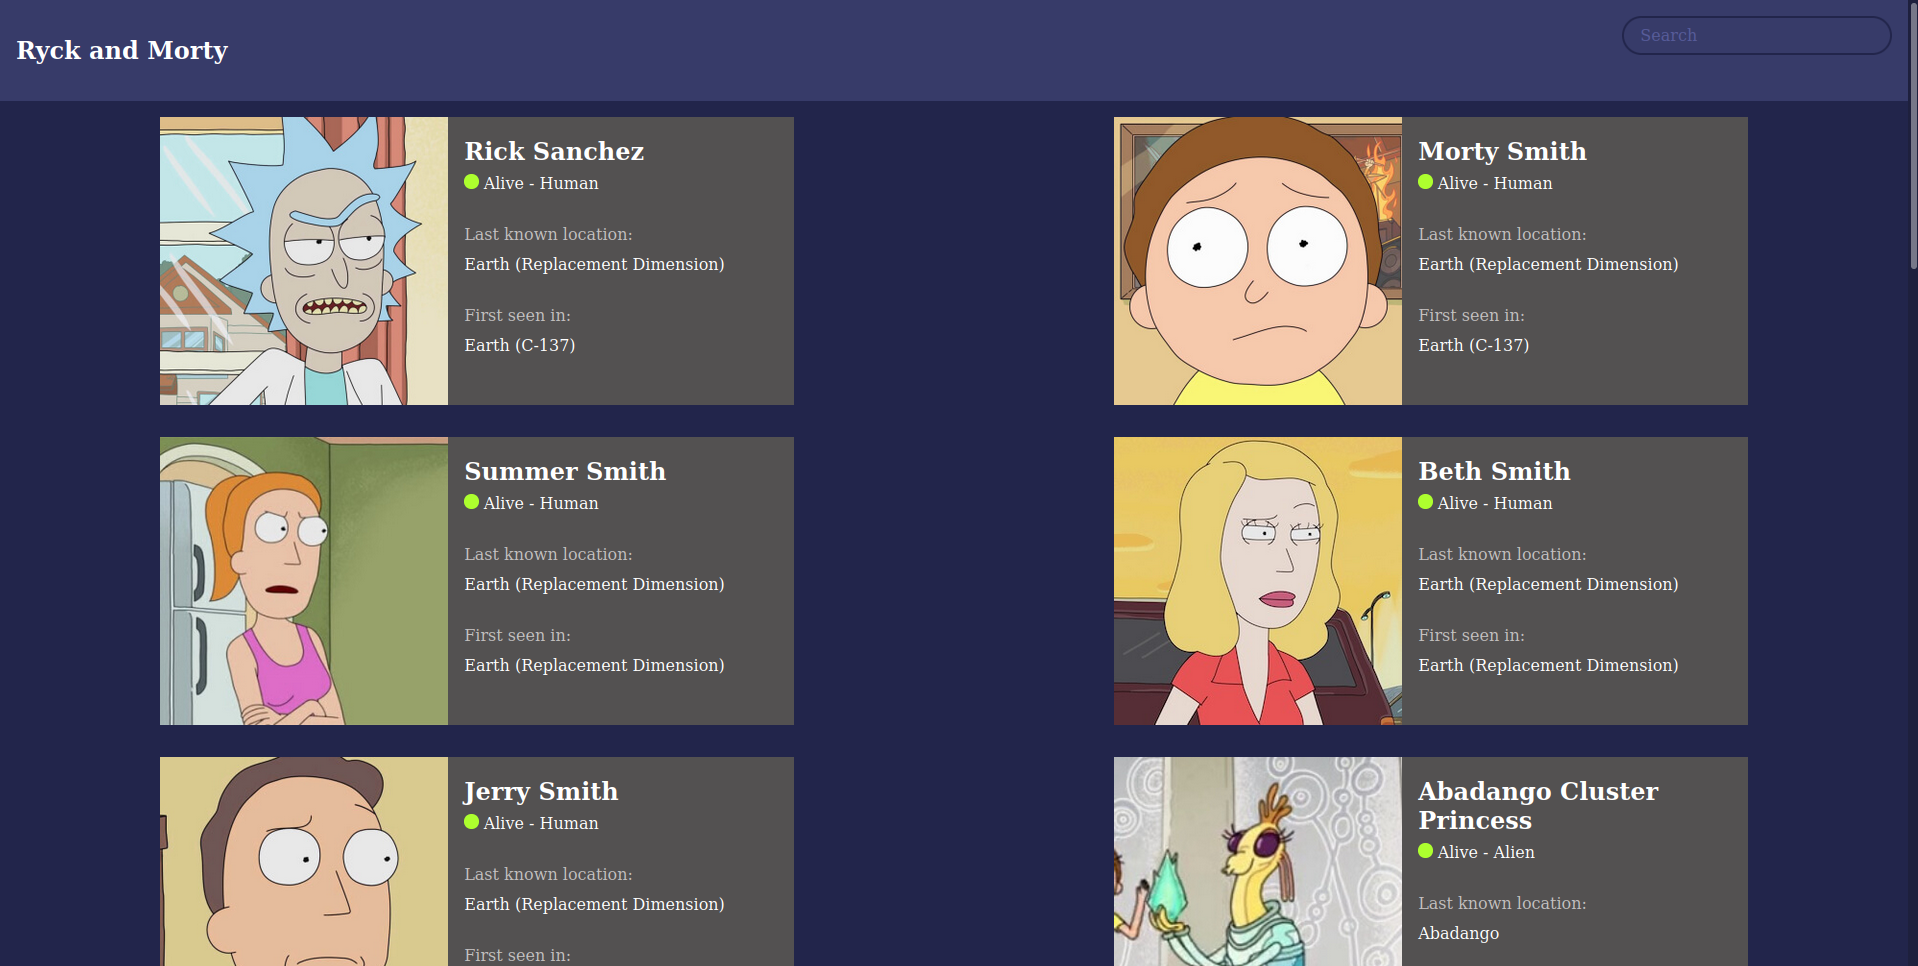 Ryck and Morty
Search
Rick Sanchez
Alive - Human
Last known location:
Earth (Replacement Dimension)
First seen in:
Earth (C-137)
Morty Smith
Alive - Human
Last known location:
Earth (Replacement Dimension)
First seen in:
Earth (C-137)
Summer Smith
Alive - Human
Last known location:
Earth (Replacement Dimension)
First seen in:
Earth (Replacement Dimension)
Beth Smith
Alive - Human
Last known location:
Earth (Replacement Dimension)
First seen in:
Earth (Replacement Dimension)
Jerry Smith
Alive - Human
Last known location:
Earth (Replacement Dimension)
First seen in:
Abadango Cluster
Princess
Alive - Alien
Last known location:
Abadango